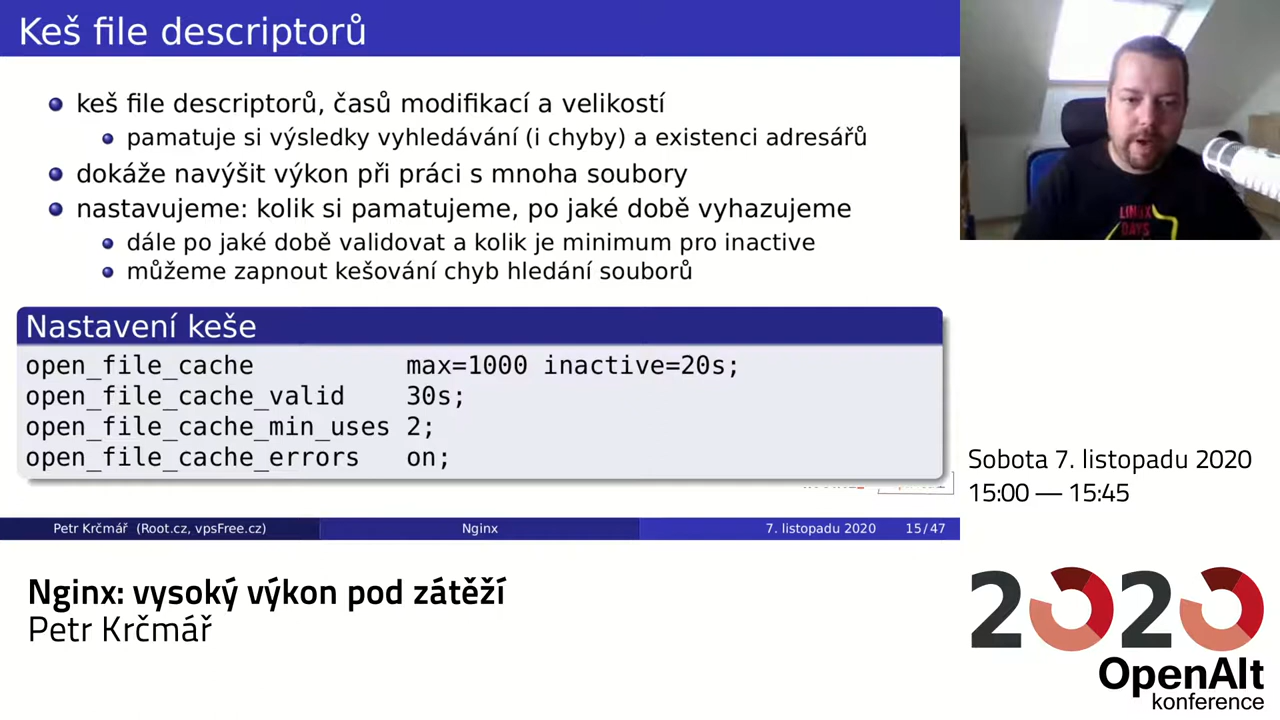 Keš file descriptorů
keš file descriptorů, časů modifikací a velikostí
pamatuje si výsledky vyhledávání (i chyby) a existenci adresářů
dokáže navýšit výkon při práci s mnoha soubory
nastavujeme: kolik si pamatujeme, po jaké době vyhazujeme
dále po jaké době validovat a kolik je minimum pro inactive
můžeme zapnout kešování chyb hledání souborů
Nastavení keše
open_file_cache max=1000 inactive=20s;
open_file_cache_valid 30s;
open_file_cache_min_uses 2;
open_file_cache_errors on;
Petr Krčmář (Root.cz, vpsFree.cz) Nginx 7. listopadu 2020 15/47
LINUX
DAYS
Sobota 7. listopadu 2020
15:00 — 15:45
Nginx: vysoký výkon pod zátěží
Petr Krčmář
2020
OpenAlt
konference